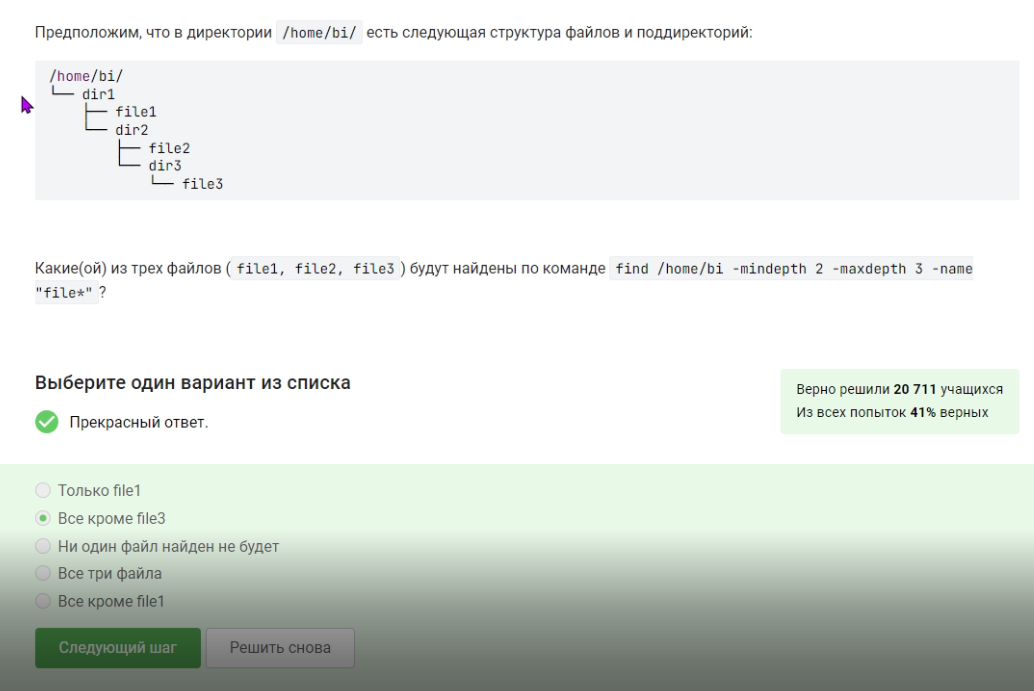 Предположим, что в директории /home/bi/ есть следующая структура файлов и поддиректорий:
/home/bi/
└── dir1
├── file1
└── dir2
├── file2
└── dir3
└── file3
Какие(ой) из трех файлов ( file1, file2, file3 ) будут найдены по команде find /home/bi -mindepth 2 -maxdepth 3 -name
"file*" ?
Выберите один вариант из списка
Прекрасный ответ.
Верно решили 20 711 учащихся
Из всех попыток 41% верных
Только file1
Все кроме file3
Ни один файл найден не будет
Все три файла
Все кроме file1
Следующий шаг
Решить снова